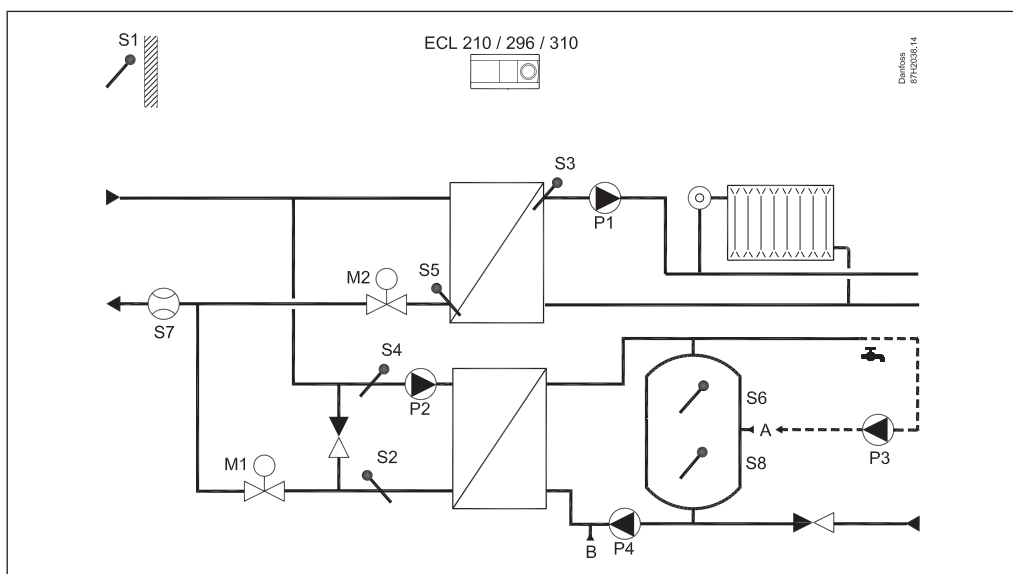 S1
ECL 210 / 296 / 310
Danfoss
87H2038.14
S3
P1
M2
S5
S7
S4
P2
S6
A
P3
S8
M1
S2
B
P4